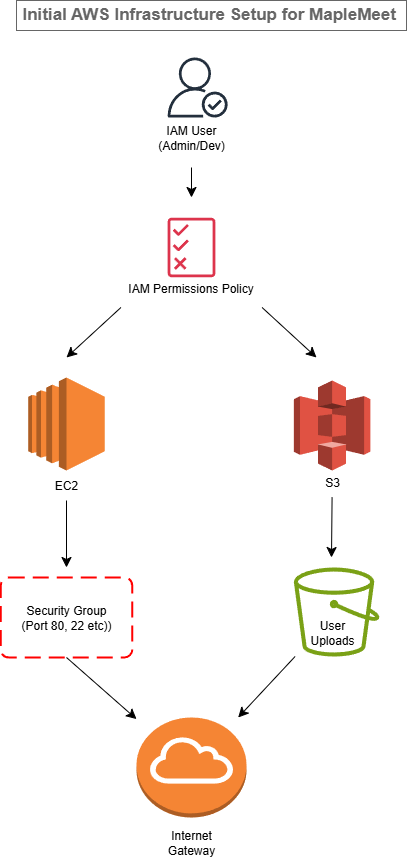 Initial AWS Infrastructure Setup for MapleMeet
IAM User
(Admin/Dev)
IAM Permissions Policy
EC2
S3
Security Group
(Port 80, 22 etc))
User
Uploads
Internet
Gateway